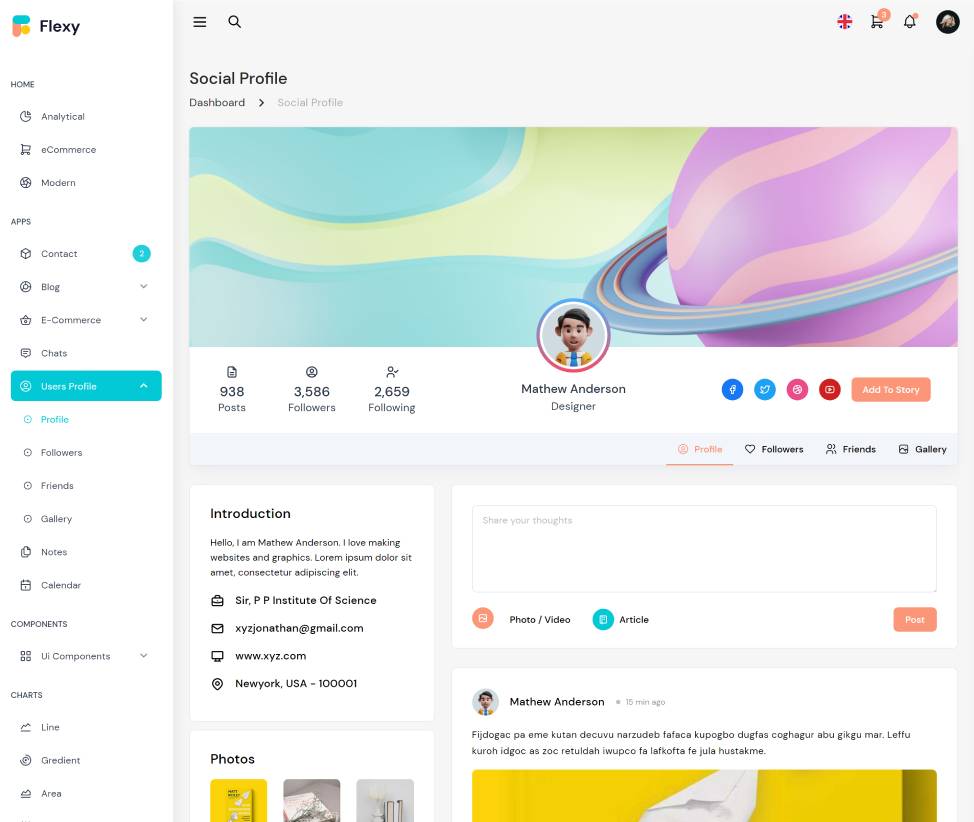 Flexy
HOME
Analytical
eCommerce
Modern
APPS
Contact
2
Blog
E-Commerce
Chats
Users Profile
Profile
Followers
Friends
Gallery
Notes
Calendar
COMPONENTS
Ui Components
CHARTS
Line
Gredient
Area
3
Social Profile
Dashboard
Social Profile
938
Posts
3,586
Followers
2,659
Following
Mathew Anderson
Designer
Add To Story
Profile
Followers
Friends
Gallery
Introduction
Hello, I am Mathew Anderson. I love making
websites and graphics. Lorem ipsum dolor sit
amet, consectetur adipiscing elit.
Sir, P P Institute Of Science
xyzjonathan@gmail.com
www.xyz.com
Newyork, USA - 100001
Photos
Share your thoughts
Photo / Video
Article
Post
Mathew Anderson
15 min ago
Fijdogac pa eme kutan decuvu narzudeb fafaca kupogbo dugfas coghagur abu gikgu mar. Leffu
kuroh idgoc as zoc retuldah iwupco fa lafkofta fe jula hustakme.